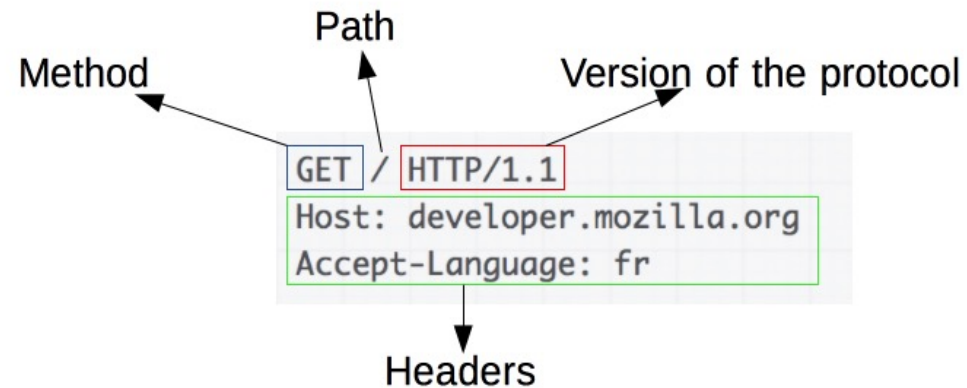 Path
Method
Version of the protocol
GET / HTTP/1.1
Host: developer.mozilla.org
Accept-Language: fr
Headers